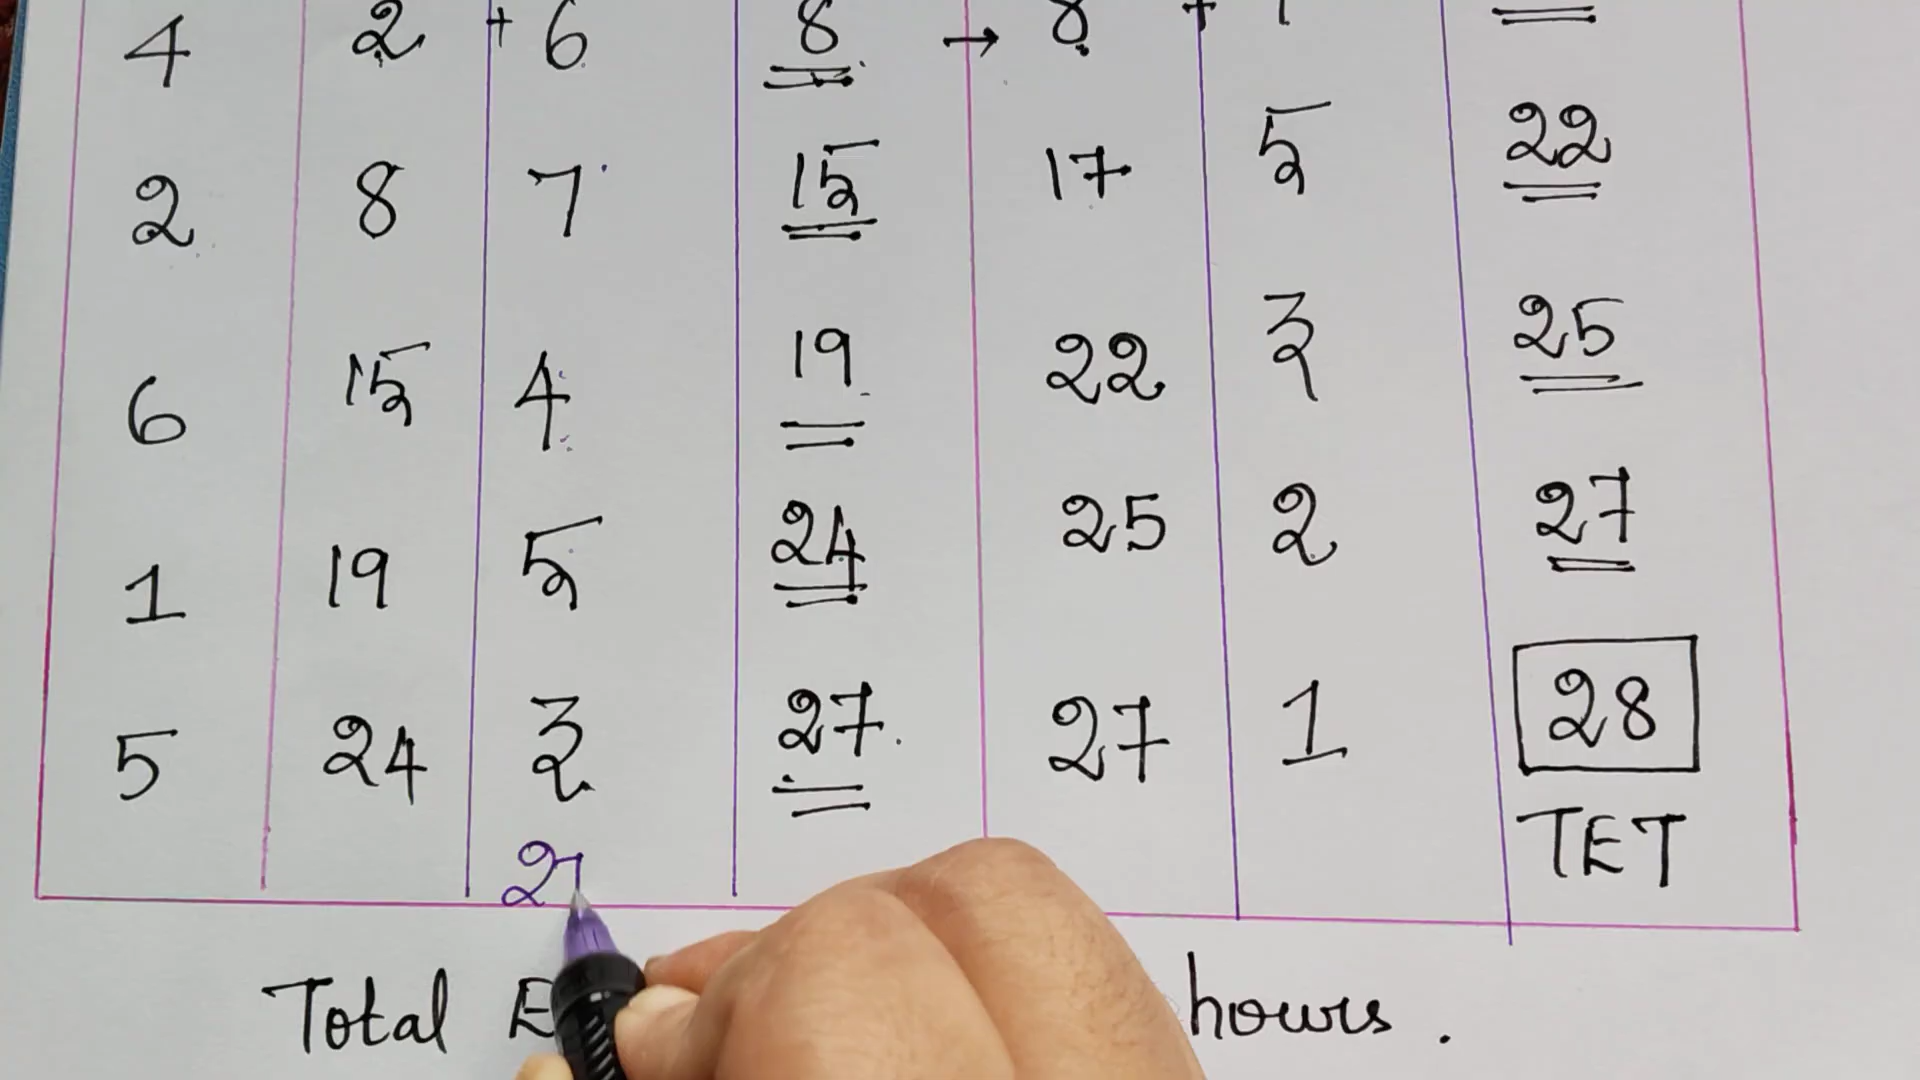 4 2 + 6 8 → 8 +
2 8 7 15 17 5 22
6 15 4 19 22 3 25
1 19 5 24 25 2 27
5 24 3 27 27 1 28
TET
Total hours.